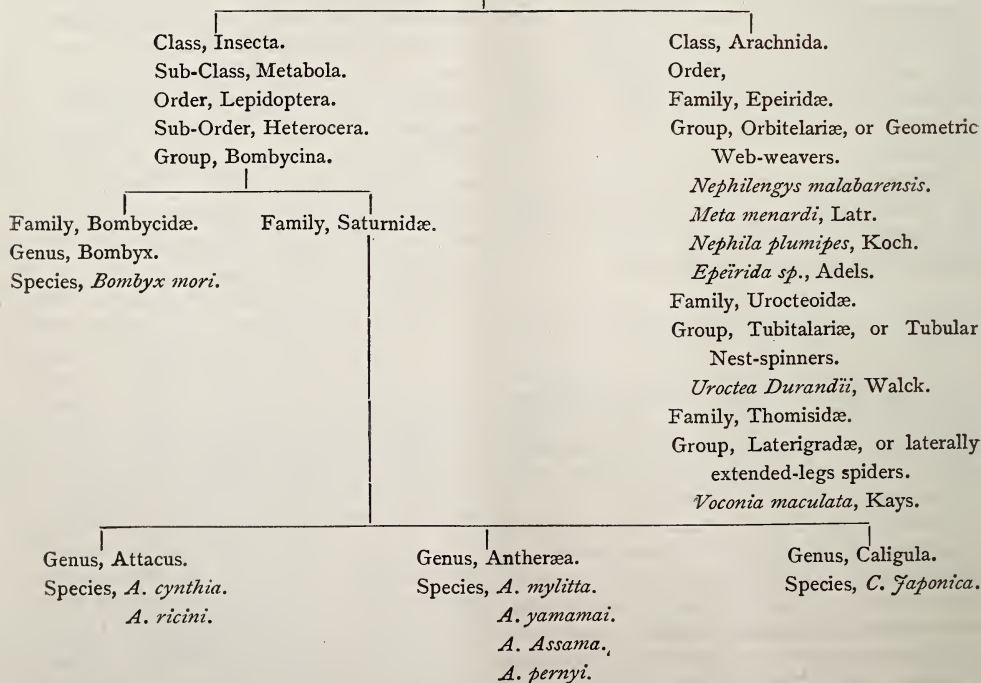 Class, Insecta.
Sub-Class, Metabola.
Order, Lepidoptera.
Sub-Order, Heterocera.
Group, Bombycina.
Family, Bombycidæ.
Genus, Bombyx.
Species, Bombyx mori.
Family, Saturnidæ.
Class, Arachnida.
Order,
Family, Epeiridæ.
Group, Orbitelariæ, or Geometric
Web-weavers.
Nephilengys malabarensis.
Meta menardi, Latr.
Nephila plumipes, Koch.
Epeïrida sp., Adels.
Family, Urocteoidæ.
Group, Tubitalariæ, or Tubular
Nest-spinners.
Uroctea Durandïi, Walck.
Family, Thomisidæ.
Group, Laterigradæ, or laterally
extended-legs spiders.
Voconia maculata, Kays.
Genus, Attacus.
Species, A. cynthia.
A. ricini.
Genus, Antheræa.
Species, A. mylitta.
A. yamamai.
A. Assama.
A. pernyi.
Genus, Caligula.
Species, C. Japonica.